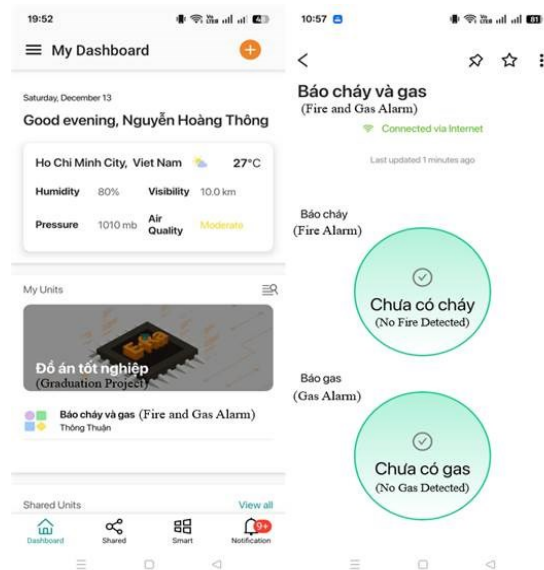 19:52
My Dashboard
Saturday, December 13
Good evening, Nguyễn Hoàng Thông
Ho Chi Minh City, Viet Nam 27°C
Humidity 80% Visibility 10.0 km
Pressure 1010 mb Air Quality Moderate
My Units
Đồ án tốt nghiệp
(Graduation Project)
Báo cháy và gas (Fire and Gas Alarm)
Thông Thuận
Shared Units View all
Dashboard Shared Smart Notification
9+
10:57
Báo cháy và gas
(Fire and Gas Alarm)
Connected via Internet
Last updated 1 minutes ago
Báo cháy
(Fire Alarm)
Chưa có cháy
(No Fire Detected)
Báo gas
(Gas Alarm)
Chưa có gas
(No Gas Detected)